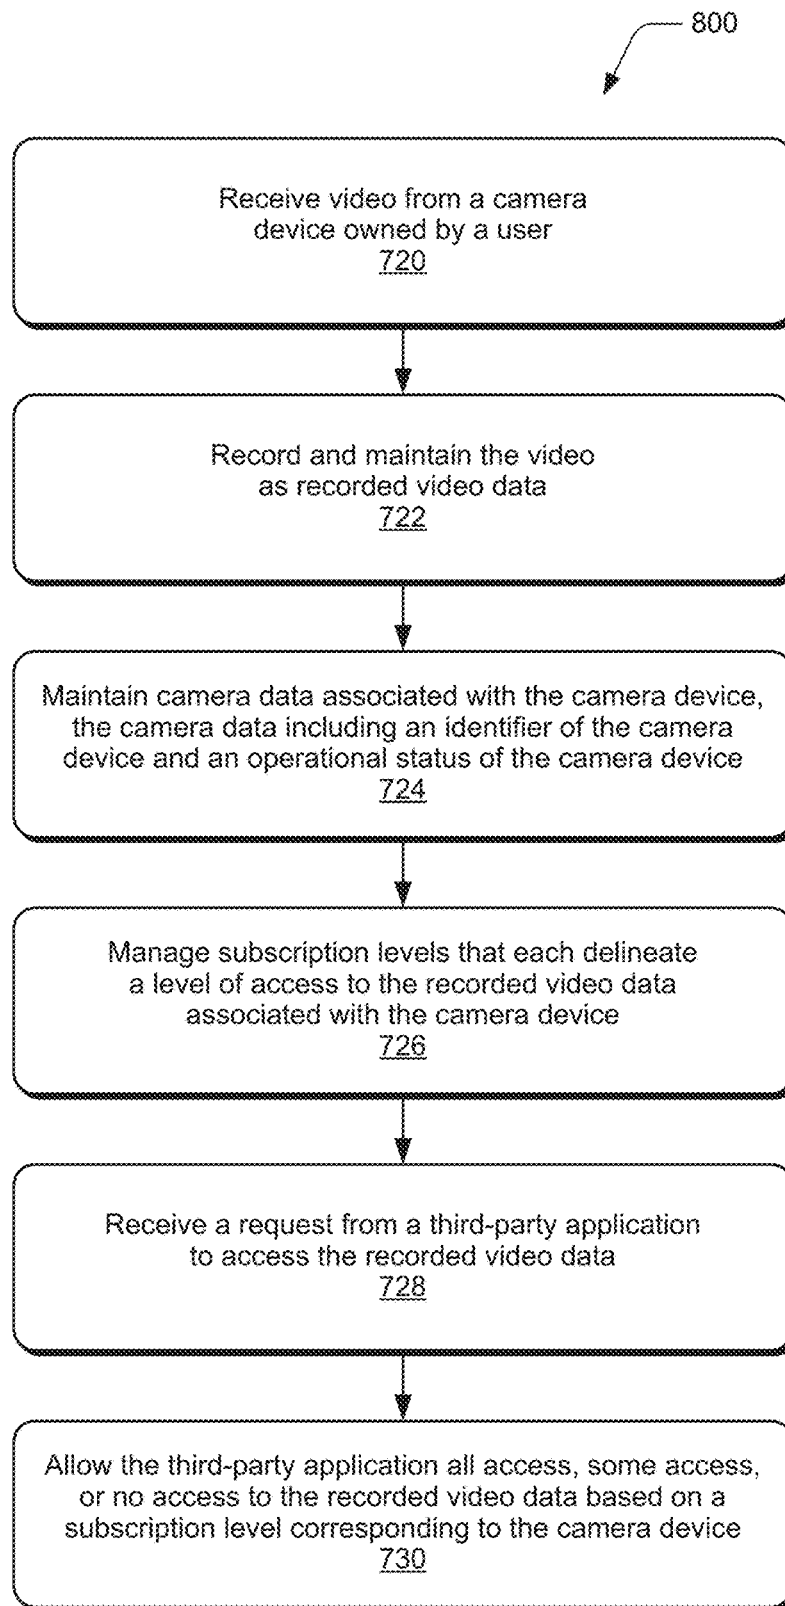 800
Receive video from a camera
device owned by a user
720
Record and maintain the video
as recorded video data
722
Maintain camera data associated with the camera device,
the camera data including an identifier of the camera
device and an operational status of the camera device
724
Manage subscription levels that each delineate
a level of access to the recorded video data
associated with the camera device
726
Receive a request from a third-party application
to access the recorded video data
728
Allow the third-party application all access, some access,
or no access to the recorded video data based on a
subscription level corresponding to the camera device
730